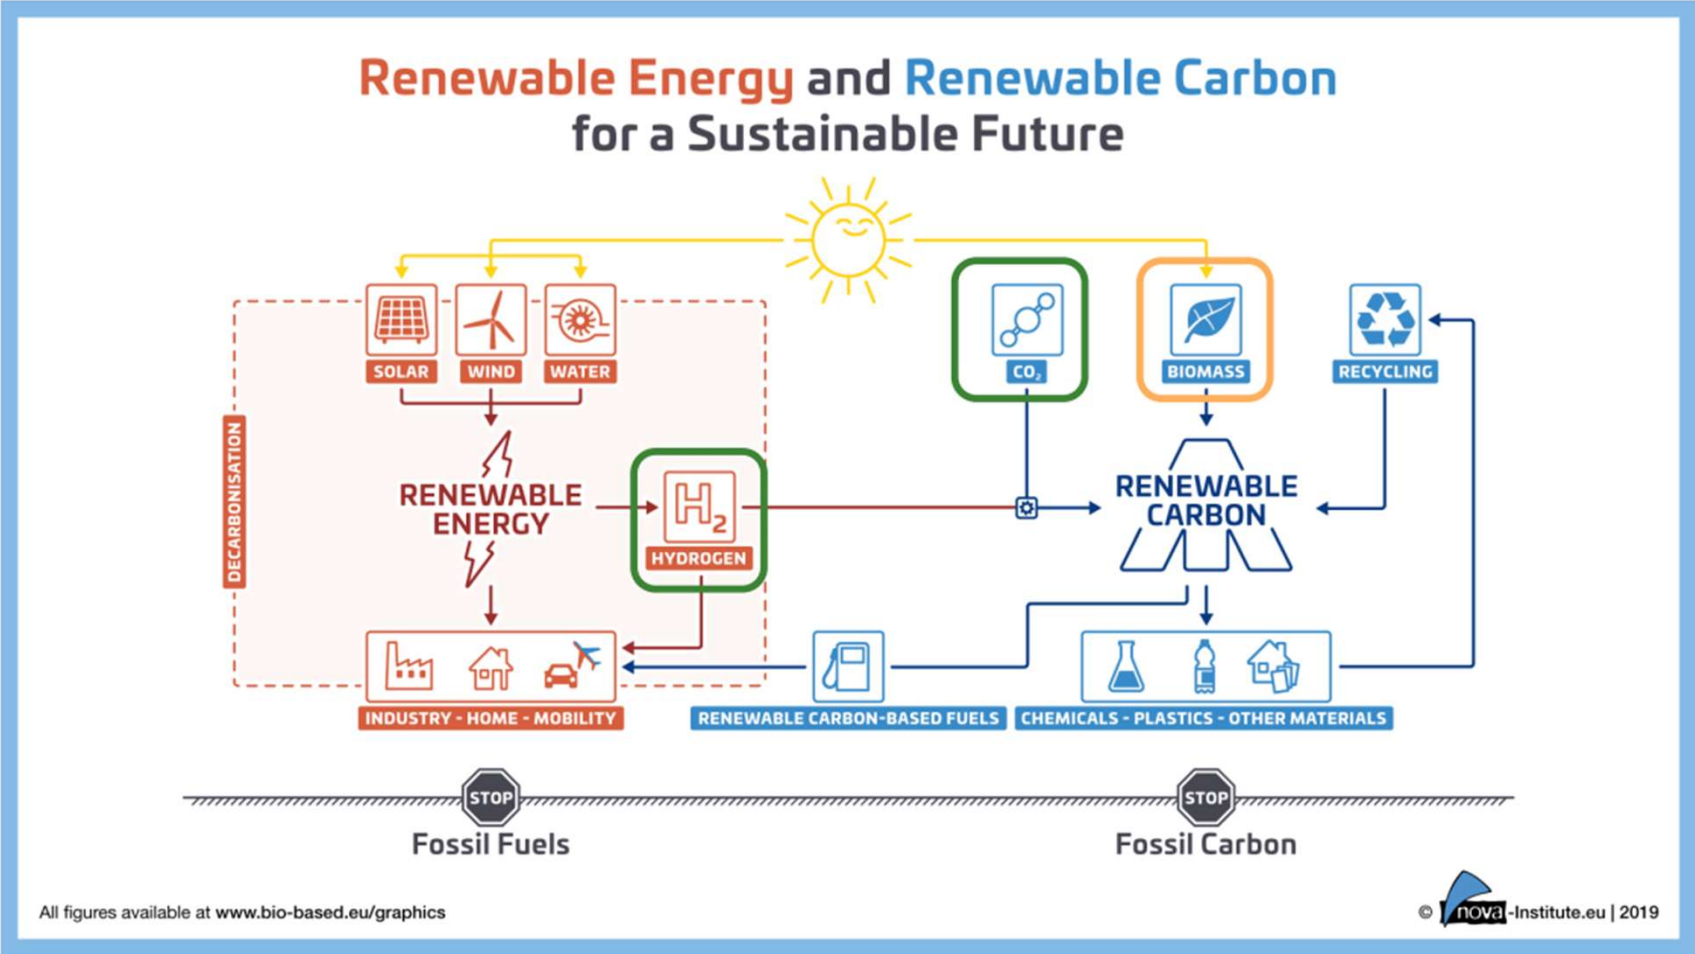 Renewable Energy and Renewable Carbon
for a Sustainable Future
SOLAR
WIND
WATER
CO₂
BIOMASS
RECYCLING
DECARBONISATION
RENEWABLE
ENERGY
H₂
HYDROGEN
RENEWABLE
CARBON
INDUSTRY - HOME - MOBILITY
RENEWABLE CARBON-BASED FUELS
CHEMICALS - PLASTICS - OTHER MATERIALS
STOP
STOP
Fossil Fuels
Fossil Carbon
All figures available at www.bio-based.eu/graphics
© nova-Institute.eu | 2019